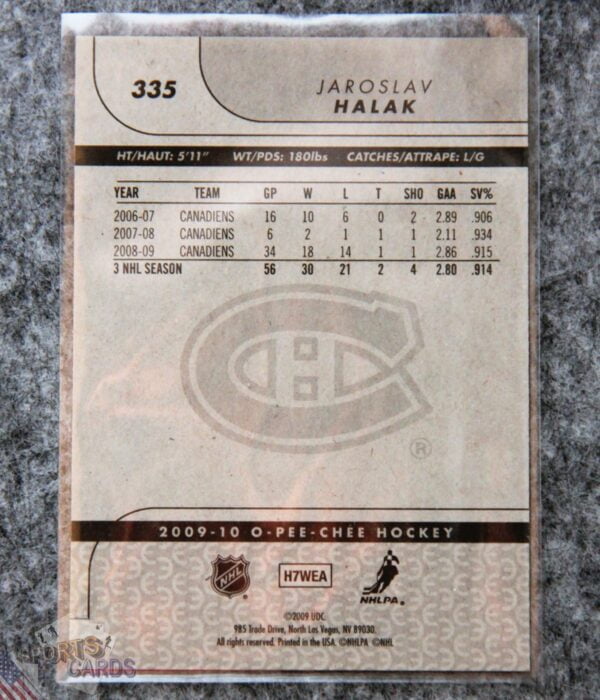 335
JAROSLAV
HALAK
HT/HAUT: 5'11" WT/PDS: 180lbs CATCHES/ATTRAPE: L/G
YEAR TEAM GP W L T SHO GAA SV%
2006-07 CANADIENS 16 10 6 0 2 2.89 .906
2007-08 CANADIENS 6 2 1 1 1 2.11 .934
2008-09 CANADIENS 34 18 14 1 1 2.86 .915
3 NHL SEASON 56 30 21 2 4 2.80 .914
CH
®
2009-10 O-PEE-CHEE HOCKEY
NHL H7WEA NHLPA
©2009 UDC.
985 Trade Drive, North Las Vegas, NV 89030.
All rights reserved. Printed in the USA. ©NHLPA ©NHL
SPORTS
CARDS